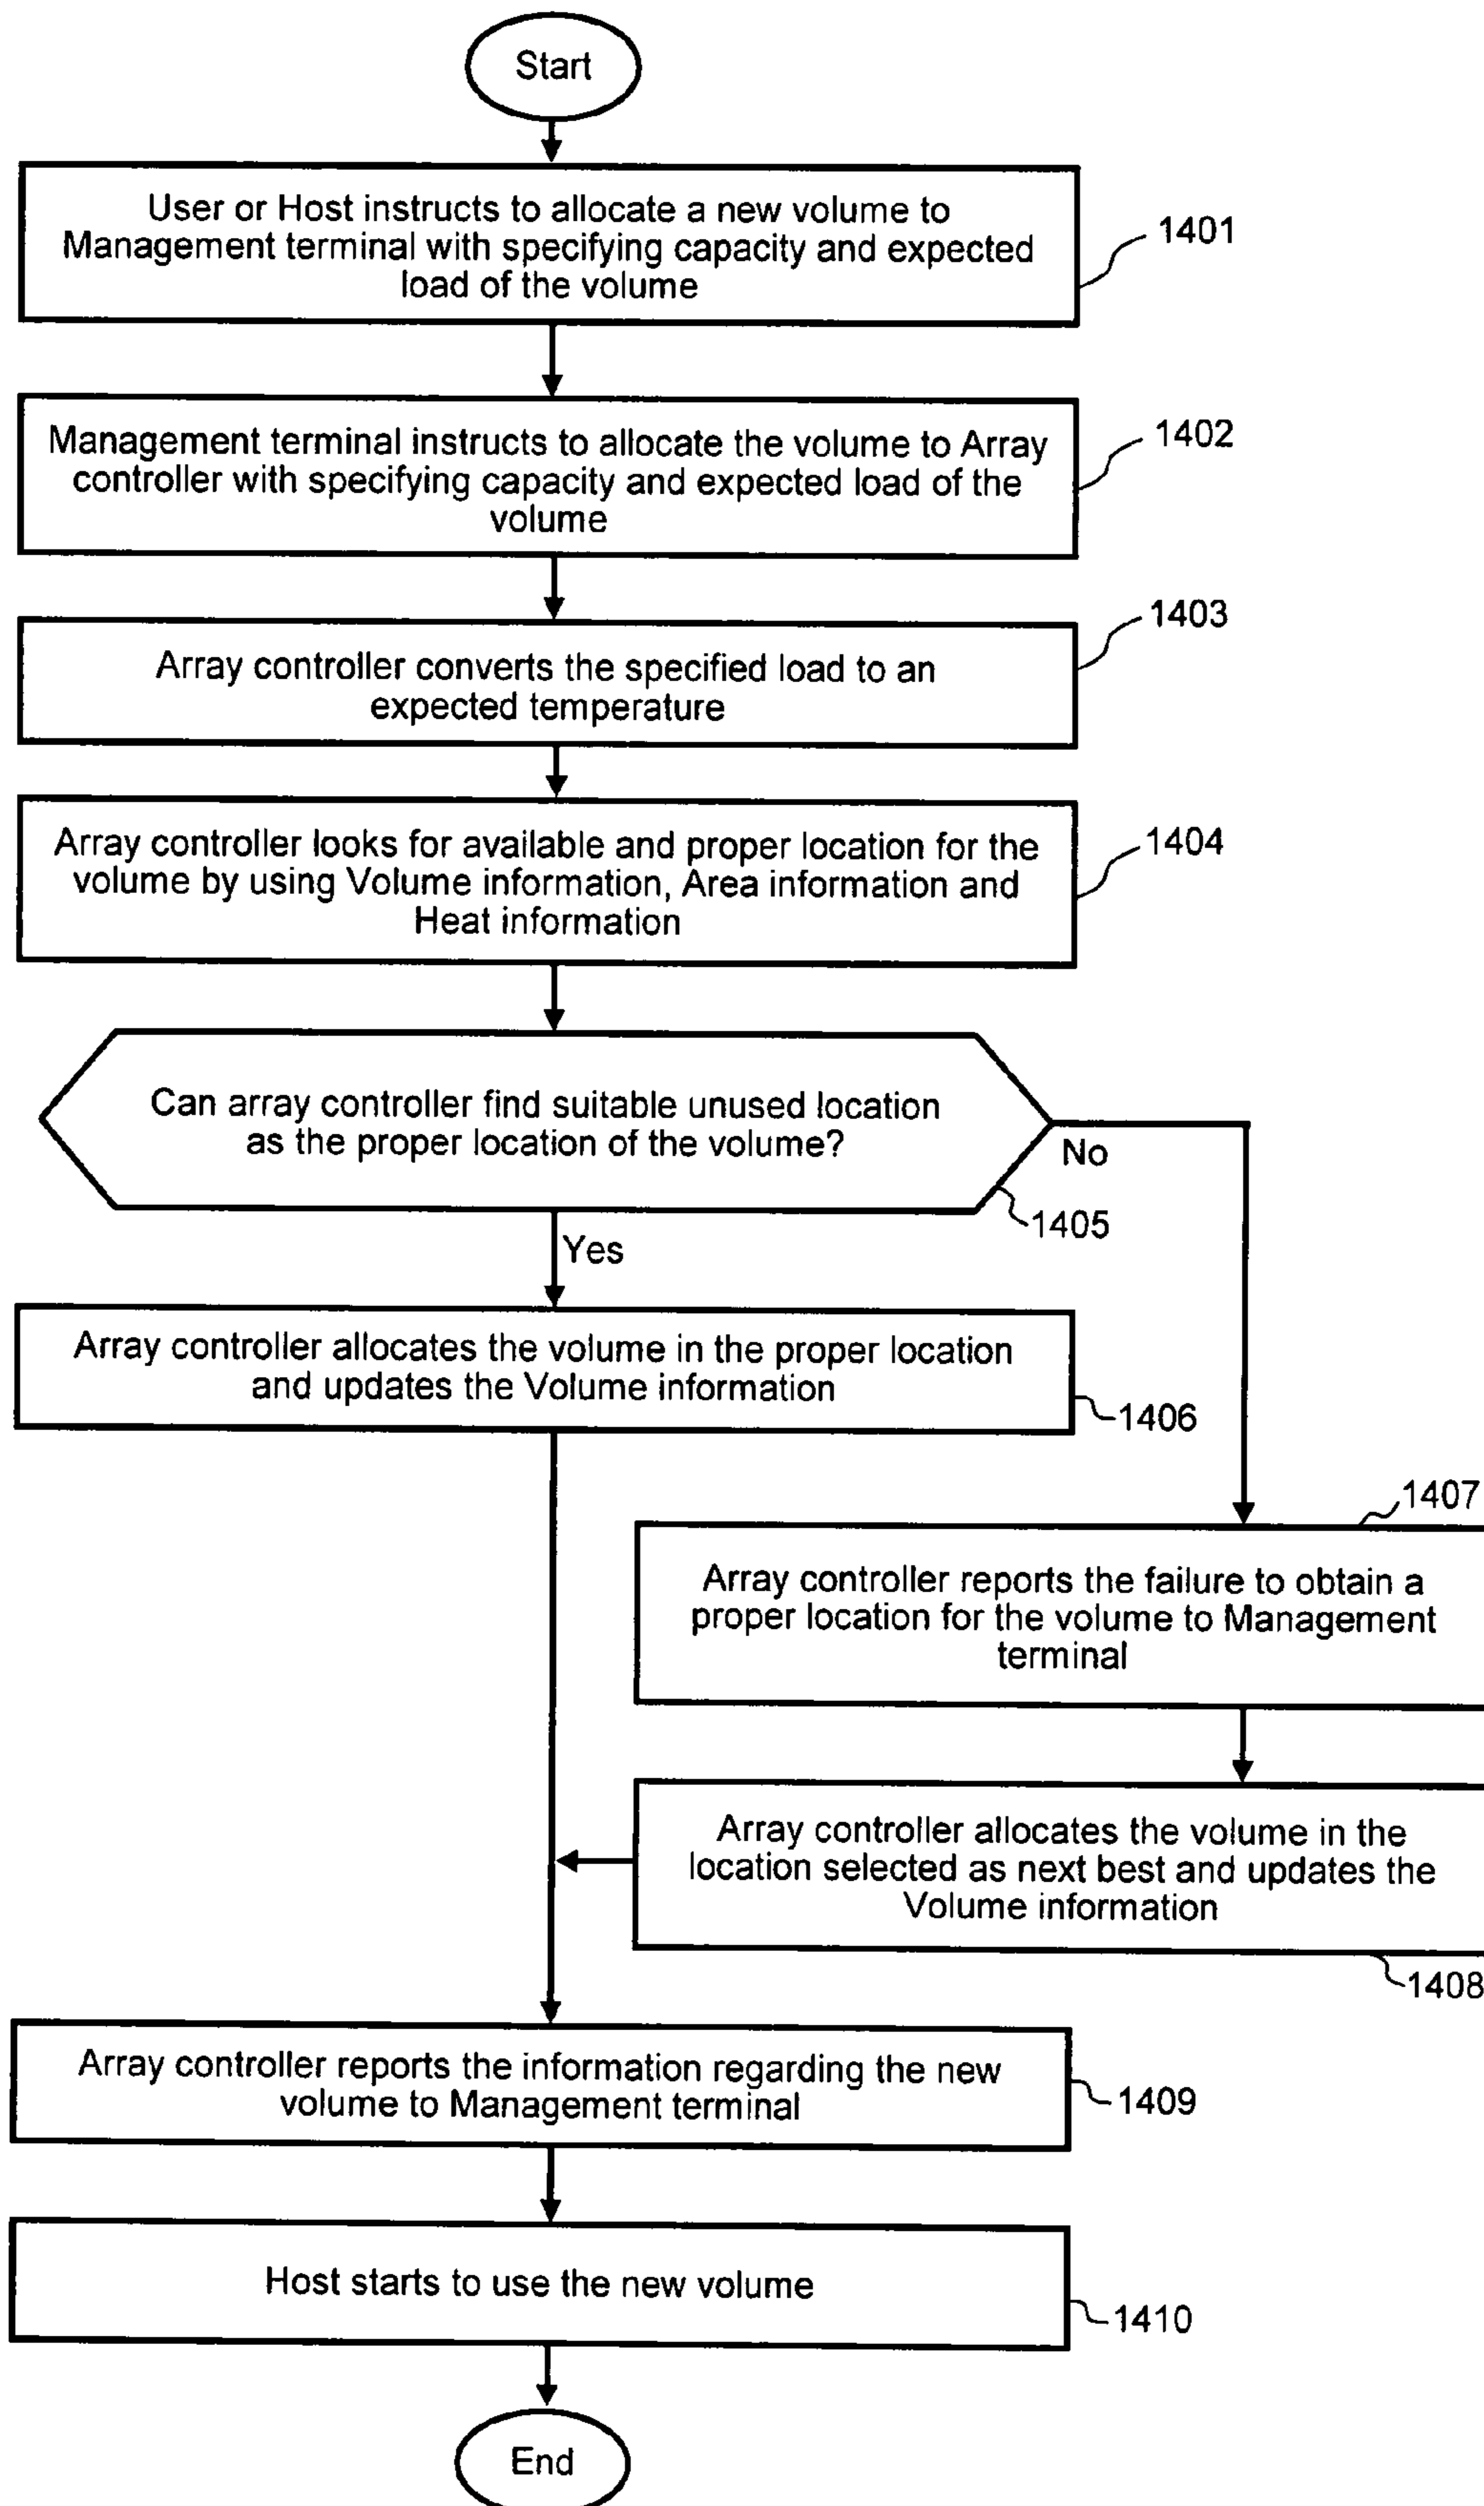 Start
User or Host instructs to allocate a new volume to
Management terminal with specifying capacity and expected
load of the volume
1401
Management terminal instructs to allocate the volume to Array
controller with specifying capacity and expected load of the
volume
1402
Array controller converts the specified load to an
expected temperature
1403
Array controller looks for available and proper location for the
volume by using Volume information, Area information and
Heat information
1404
Can array controller find suitable unused location
as the proper location of the volume?
No
1405
Yes
Array controller allocates the volume in the proper location
and updates the Volume information
1406
1407
Array controller reports the failure to obtain a
proper location for the volume to Management
terminal
Array controller allocates the volume in the
location selected as next best and updates the
Volume information
1408
Array controller reports the information regarding the new
volume to Management terminal
1409
Host starts to use the new volume
1410
End